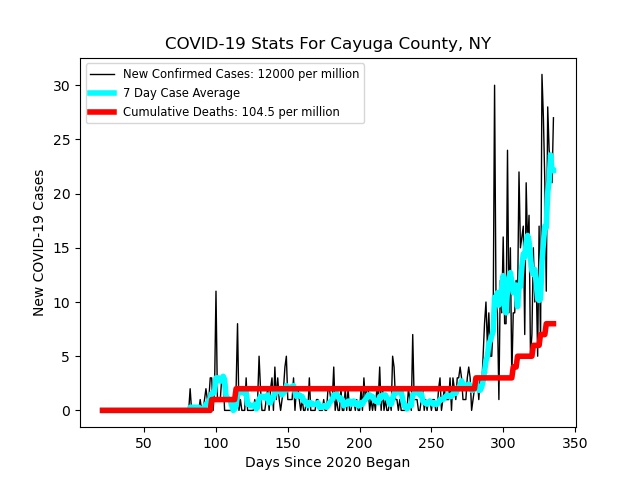 COVID-19 Stats For Cayuga County, NY
New Confirmed Cases: 12000 per million
7 Day Case Average
Cumulative Deaths: 104.5 per million
New COVID-19 Cases
30
25
20
15
10
5
0
50
100
150
200
250
300
350
Days Since 2020 Began